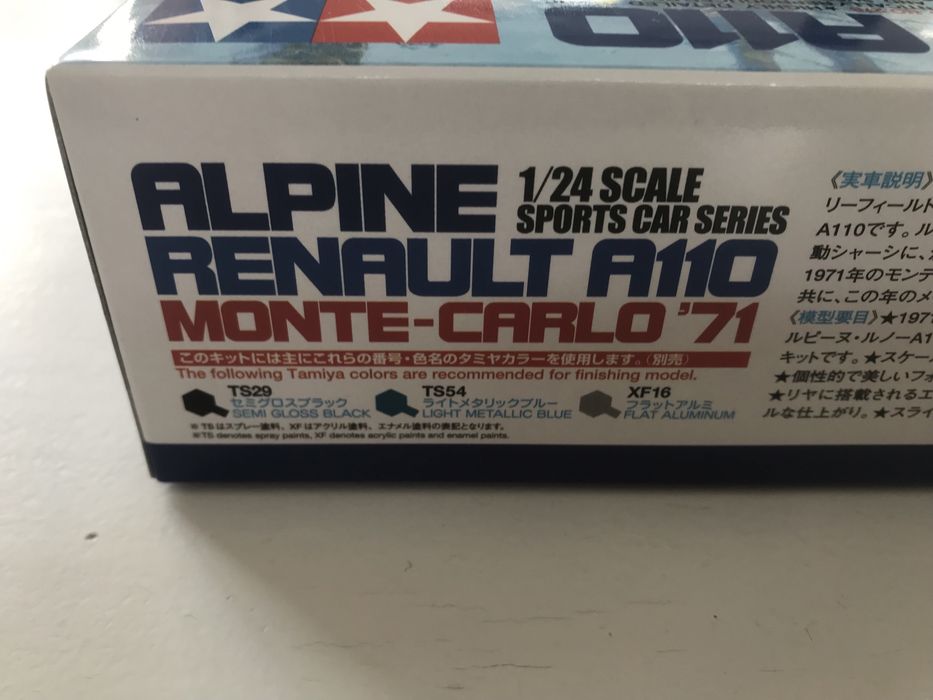 A110
ALPINE
RENAULT A110
MONTE-CARLO '71
1/24 SCALE
SPORTS CAR SERIES
このキットには主にこれらの番号・色名のタミヤカラーを使用します。(別売)
The following Tamiya colors are recommended for finishing model.
TS29
セミグロスブラック
SEMI GLOSS BLACK
TS54
ライトメタリックブルー
LIGHT METALLIC BLUE
XF16
フラットアルミ
FLAT ALUMINUM
※TSはスプレー塗料、XFはアクリル塗料、エナメル塗料の表記となります。
※TS denotes spray paints, XF denotes acrylic paints and enamel paints.
《実車説明》
リーフィールド
A110です。ル
動シャーシに、
1971年のモンテ
共に、この年のメ
《模型要目》★197
ルピーヌ・ルノーA1
キットです。★スケー
★個性的で美しいフォ
★リヤに搭載されるエ
ルな仕上がり。★スライ